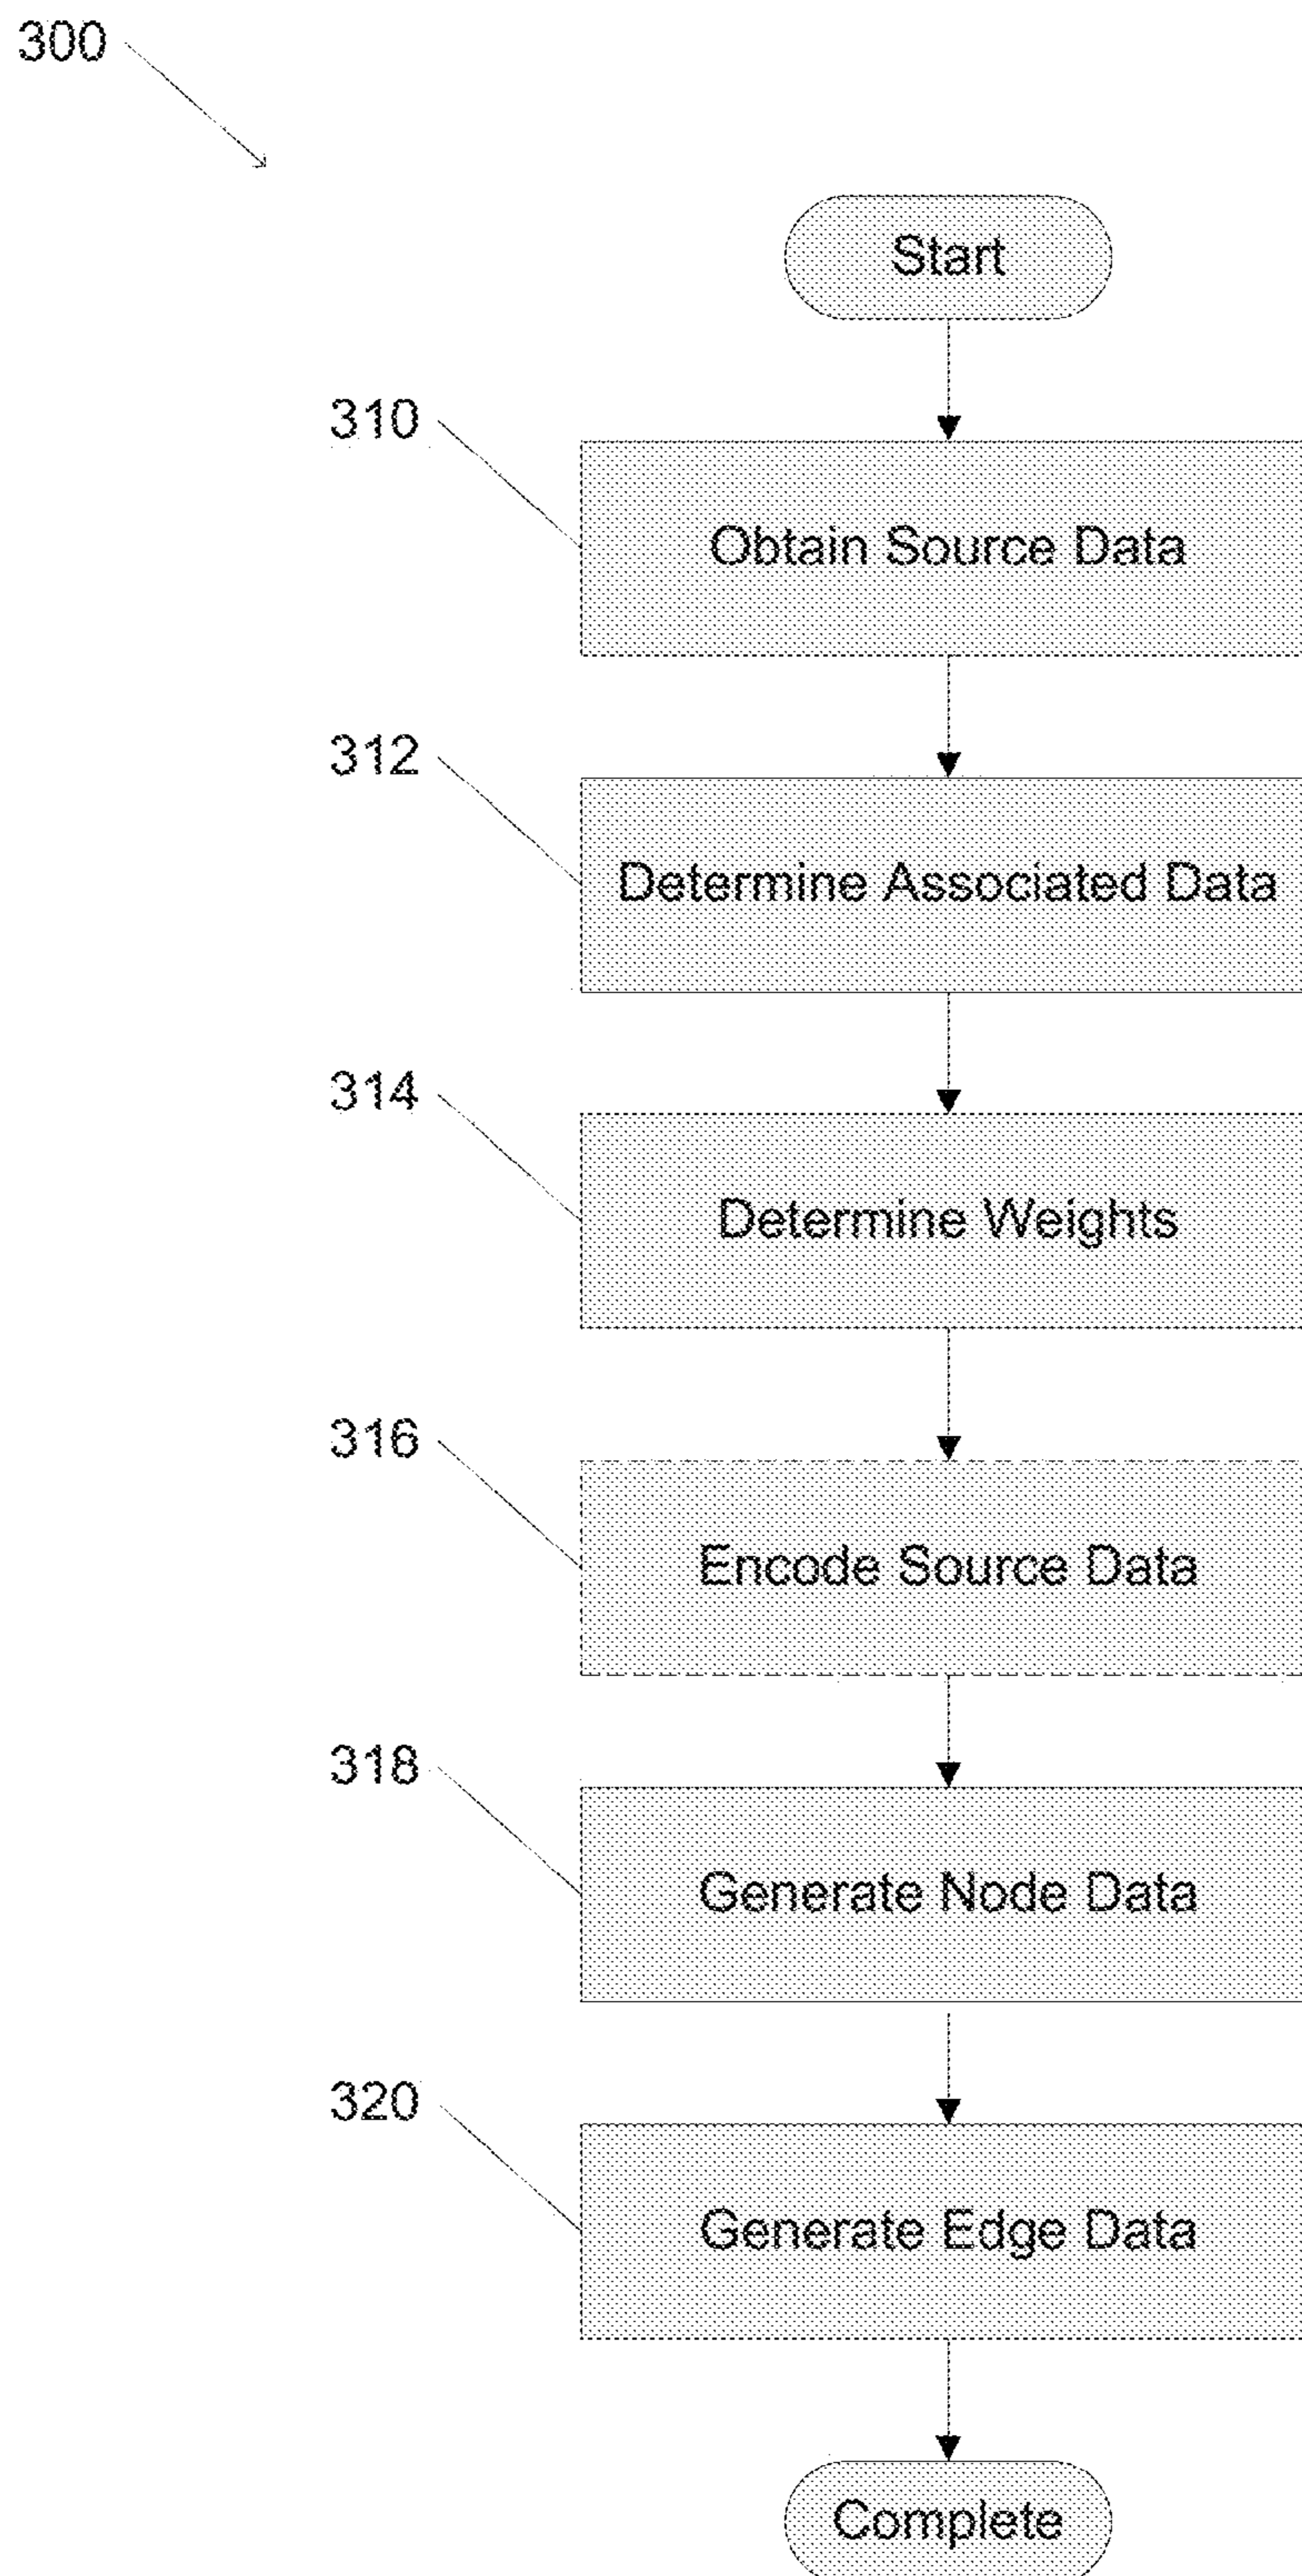 300
Start
310
Obtain Source Data
312
Determine Associated Data
314
Determine Weights
316
Encode Source Data
318
Generate Node Data
320
Generate Edge Data
Complete